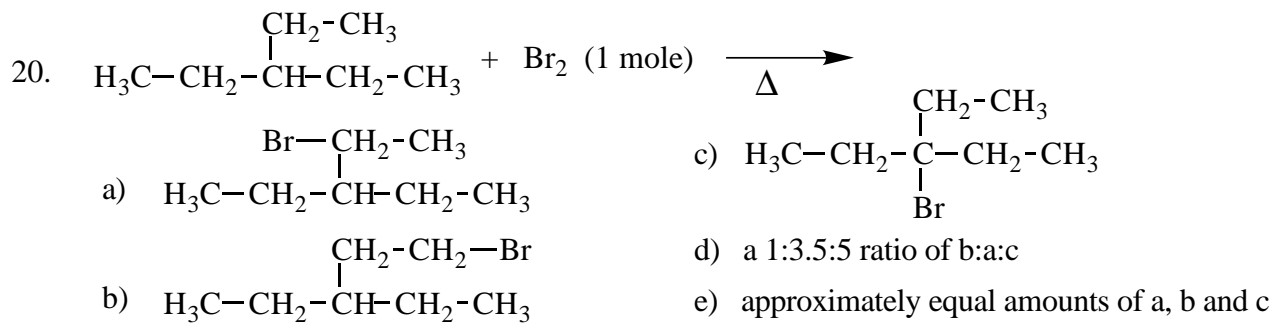 CH₂-CH₃
20. H₃C-CH₂-CH-CH₂-CH₃ + Br₂ (1 mole)
Δ
Br-CH₂-CH₃
a) H₃C-CH₂-CH-CH₂-CH₃
CH₂-CH₂-Br
b) H₃C-CH₂-CH-CH₂-CH₃
CH₂-CH₃
c) H₃C-CH₂-C-CH₂-CH₃
Br
d) a 1:3.5:5 ratio of b:a:c
e) approximately equal amounts of a, b and c